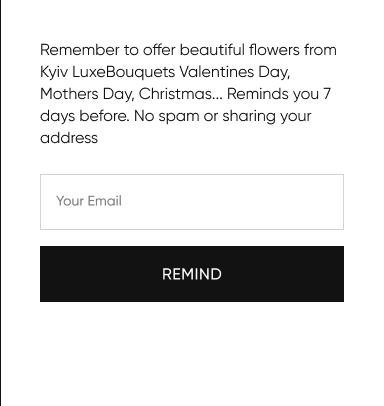 Remember to offer beautiful flowers from
Kyiv LuxeBouquets Valentines Day,
Mothers Day, Christmas... Reminds you 7
days before. No spam or sharing your
address
Your Email
REMIND